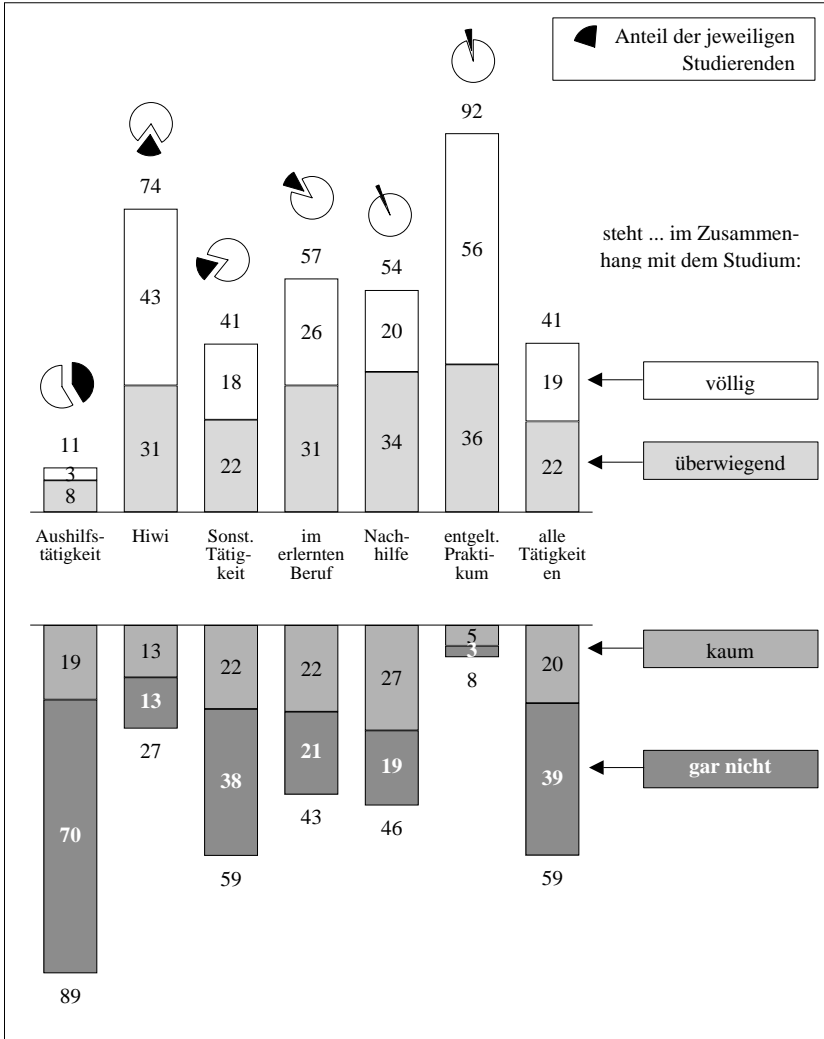 Anteil der jeweiligen
Studierenden
92
74
57
54
steht ... im Zusammen-
hang mit dem Studium:
56
43
41
41
26
20
18
19
völlig
11
3
8
31
22
31
34
36
22
überwiegend
Aushilfs-
tätigkeit
Hiwi
Sonst.
Tätig-
keit
im
erlernten
Beruf
Nach-
hilfe
entgelt.
Prakti-
kum
alle
Tätigkeit
en
19
13
22
22
27
5
20
kaum
3
8
13
27
70
38
21
19
39
gar nicht
43
46
59
59
89